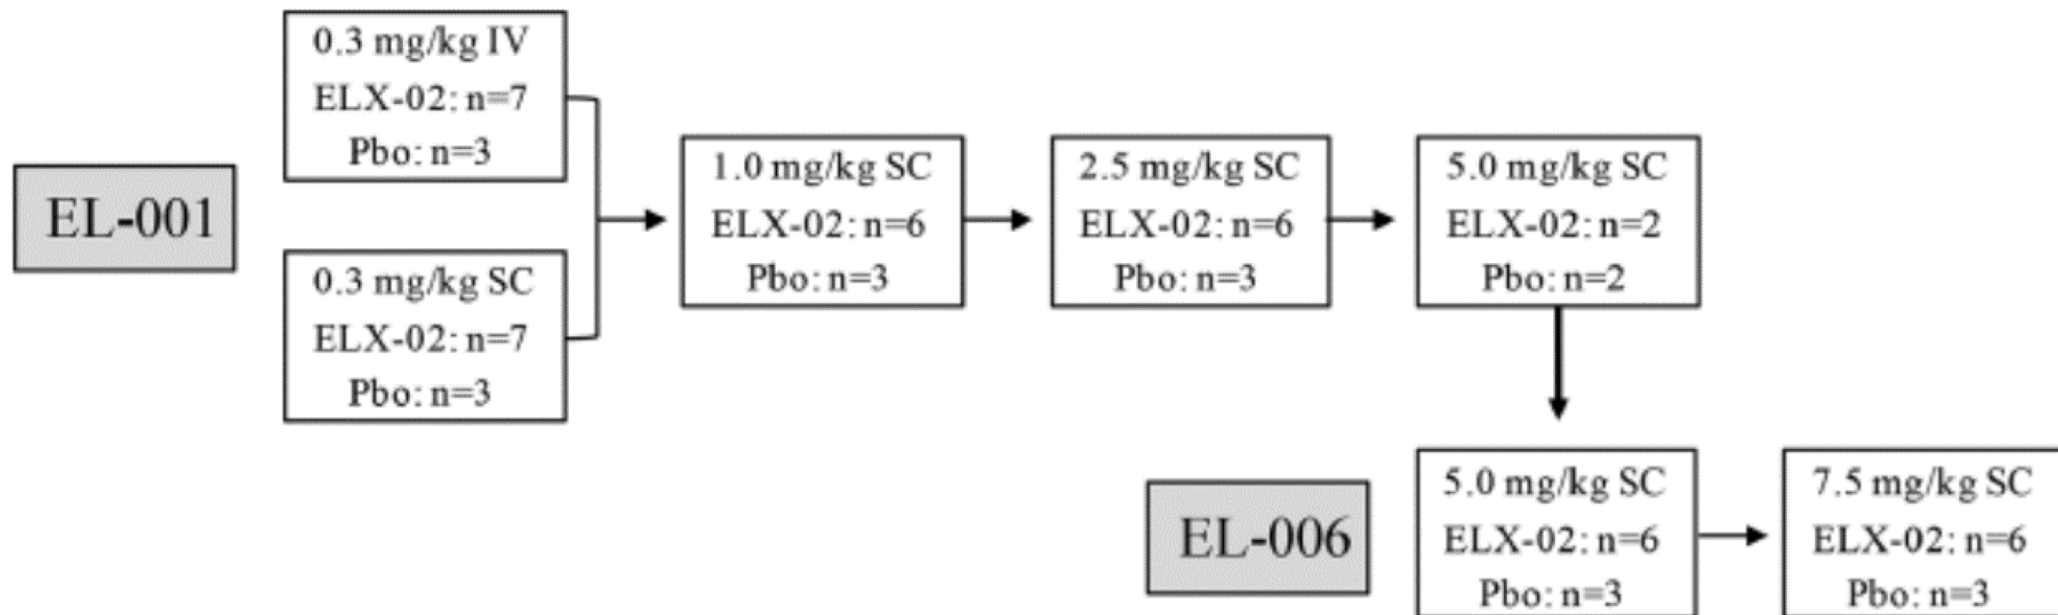 EL-001
0.3 mg/kg IV
ELX-02: n=7
Pbo: n=3
0.3 mg/kg SC
ELX-02: n=7
Pbo: n=3
1.0 mg/kg SC
ELX-02: n=6
Pbo: n=3
2.5 mg/kg SC
ELX-02: n=6
Pbo: n=3
5.0 mg/kg SC
ELX-02: n=2
Pbo: n=2
EL-006
5.0 mg/kg SC
ELX-02: n=6
Pbo: n=3
7.5 mg/kg SC
ELX-02: n=6
Pbo: n=3